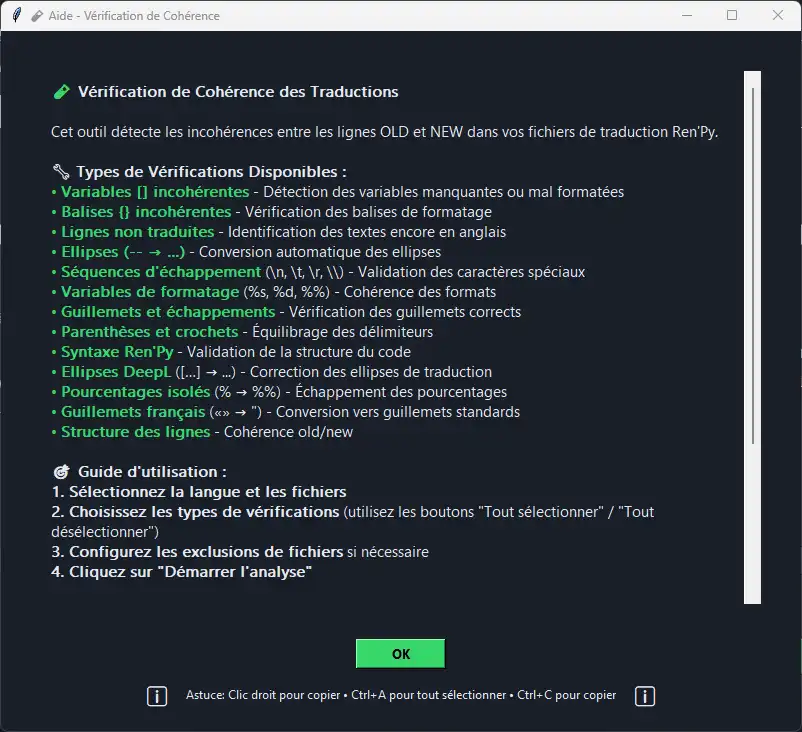 Aide - Vérification de Cohérence
Vérification de Cohérence des Traductions
Cet outil détecte les incohérences entre les lignes OLD et NEW dans vos fichiers de traduction Ren'Py.
Types de Vérifications Disponibles :
• Variables [] incohérentes - Détection des variables manquantes ou mal formatées
• Balises {} incohérentes - Vérification des balises de formatage
• Lignes non traduites - Identification des textes encore en anglais
• Ellipses (-- → ...) - Conversion automatique des ellipses
• Séquences d'échappement (\n, \t, \r, \\) - Validation des caractères spéciaux
• Variables de formatage (%s, %d, %%) - Cohérence des formats
• Guillemets et échappements - Vérification des guillemets corrects
• Parenthèses et crochets - Équilibrage des délimiteurs
• Syntaxe Ren'Py - Validation de la structure du code
• Ellipses DeepL ([...] → ...) - Correction des ellipses de traduction
• Pourcentages isolés (% → %%) - Échappement des pourcentages
• Guillemets français («» → ") - Conversion vers guillemets standards
• Structure des lignes - Cohérence old/new
Guide d'utilisation :
1. Sélectionnez la langue et les fichiers
2. Choisissez les types de vérifications (utilisez les boutons "Tout sélectionner" / "Tout
désélectionner")
3. Configurez les exclusions de fichiers si nécessaire
4. Cliquez sur "Démarrer l'analyse"
OK
Astuce: Clic droit pour copier • Ctrl+A pour tout sélectionner • Ctrl+C pour copier